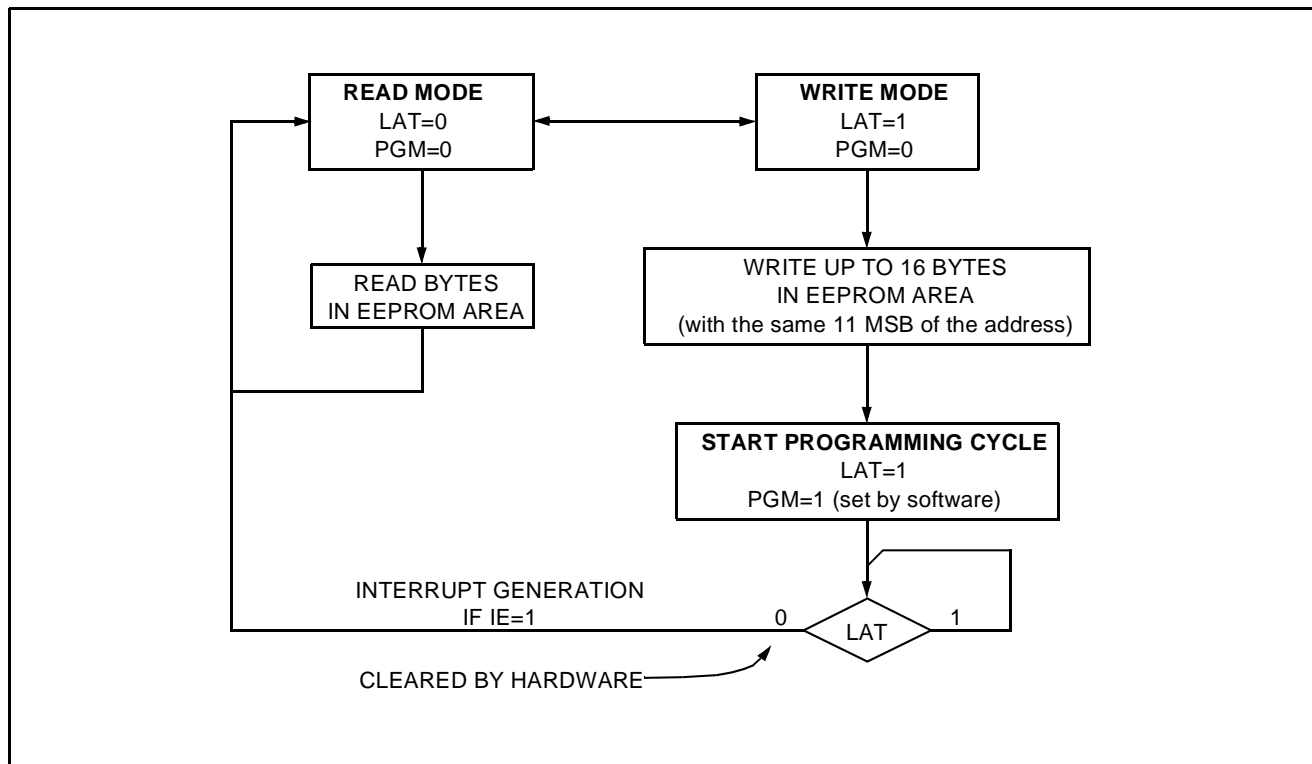 READ MODE
LAT=0
PGM=0
WRITE MODE
LAT=1
PGM=0
READ BYTES
IN EEPROM AREA
WRITE UP TO 16 BYTES
IN EEPROM AREA
(with the same 11 MSB of the address)
START PROGRAMMING CYCLE
LAT=1
PGM=1 (set by software)
INTERRUPT GENERATION
IF IE=1
0
LAT
1
CLEARED BY HARDWARE